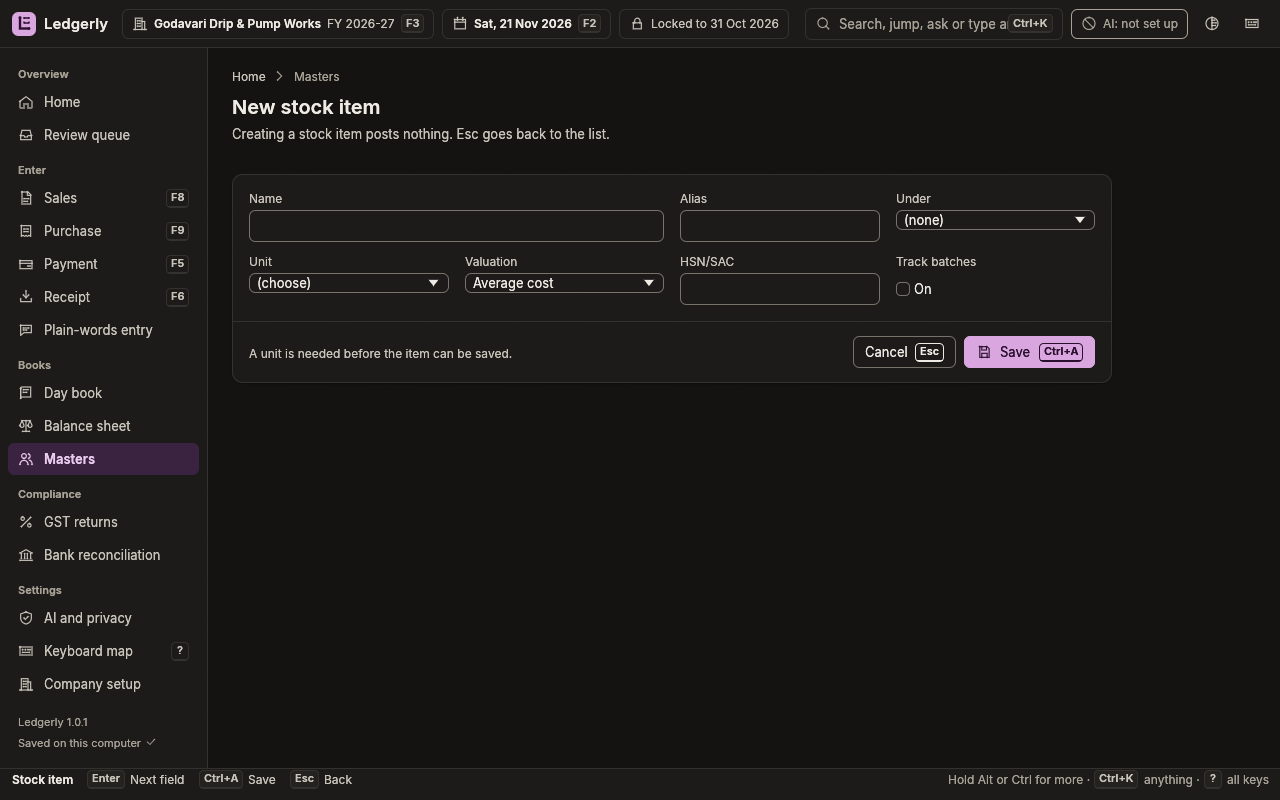 Ledgerly
Godavari Drip & Pump Works FY 2026-27 F3
Sat, 21 Nov 2026 F2
Locked to 31 Oct 2026
Search, jump, ask or type a Ctrl+K
AI: not set up
Overview
Home
Review queue
Enter
Sales F8
Purchase F9
Payment F5
Receipt F6
Plain-words entry
Books
Day book
Balance sheet
Masters
Compliance
GST returns
Bank reconciliation
Settings
AI and privacy
Keyboard map ?
Company setup
Ledgerly 1.0.1
Saved on this computer
Home Masters
New stock item
Creating a stock item posts nothing. Esc goes back to the list.
Name
Alias
Under
(none)
Unit
(choose)
Valuation
Average cost
HSN/SAC
Track batches
On
A unit is needed before the item can be saved.
Cancel Esc
Save Ctrl+A
Stock item Enter Next field Ctrl+A Save Esc Back
Hold Alt or Ctrl for more · Ctrl+K anything · ? all keys